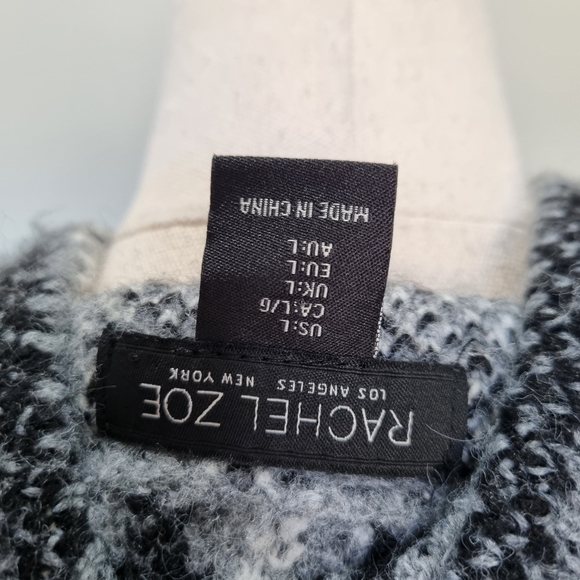 RACHEL ZOE
LOS ANGELES NEW YORK
US:L
CA:L/G
UK:L
EU:L
AU:L
MADE IN CHINA